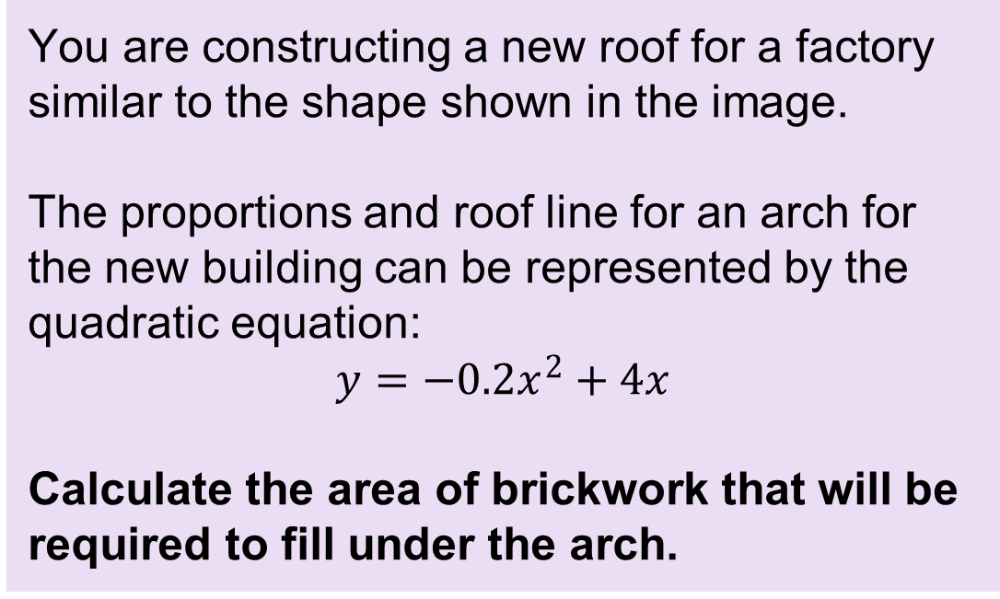 You are constructing a new roof for a factory
similar to the shape shown in the image.
The proportions and roof line for an arch for
the new building can be represented by the
quadratic equation:
y = −0.2x² + 4x
Calculate the area of brickwork that will be
required to fill under the arch.